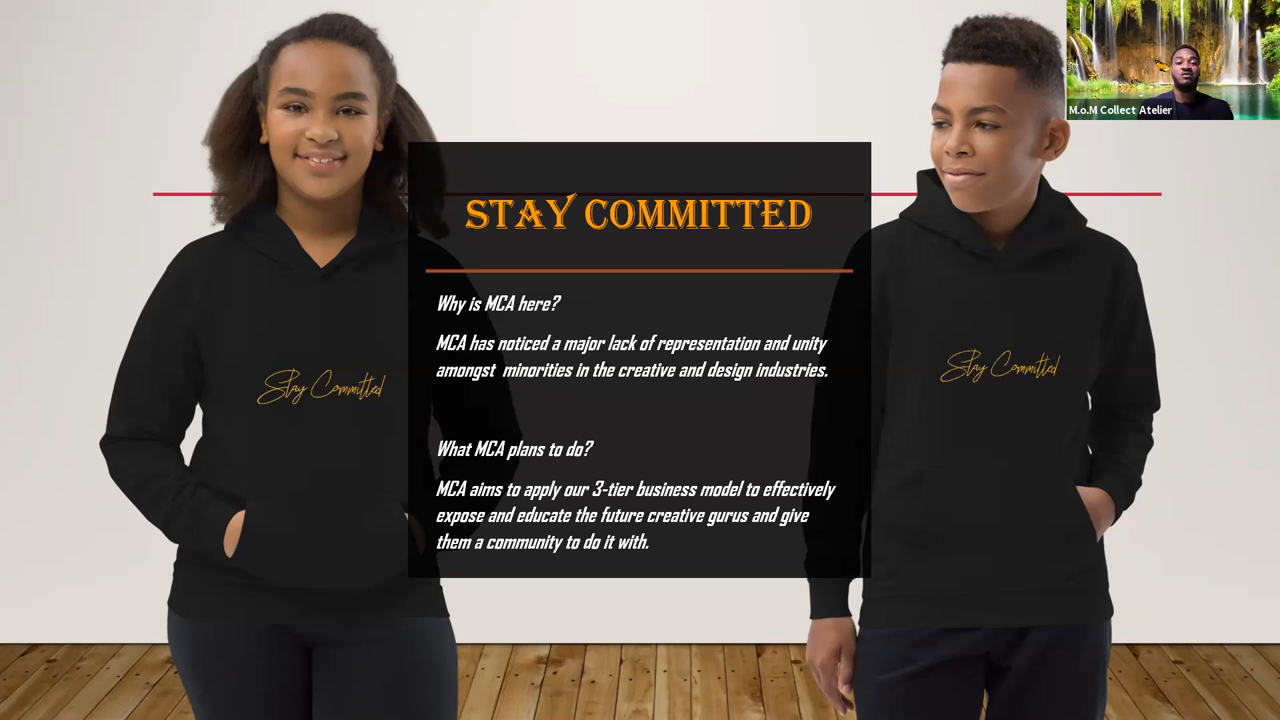 M.o.M Collect Atelier
STAY COMMITTED
Why is MCA here?
MCA has noticed a major lack of representation and unity
amongst minorities in the creative and design industries.
Stay Committed
Stay Committed
What MCA plans to do?
MCA aims to apply our 3-tier business model to effectively
expose and educate the future creative gurus and give
them a community to do it with.